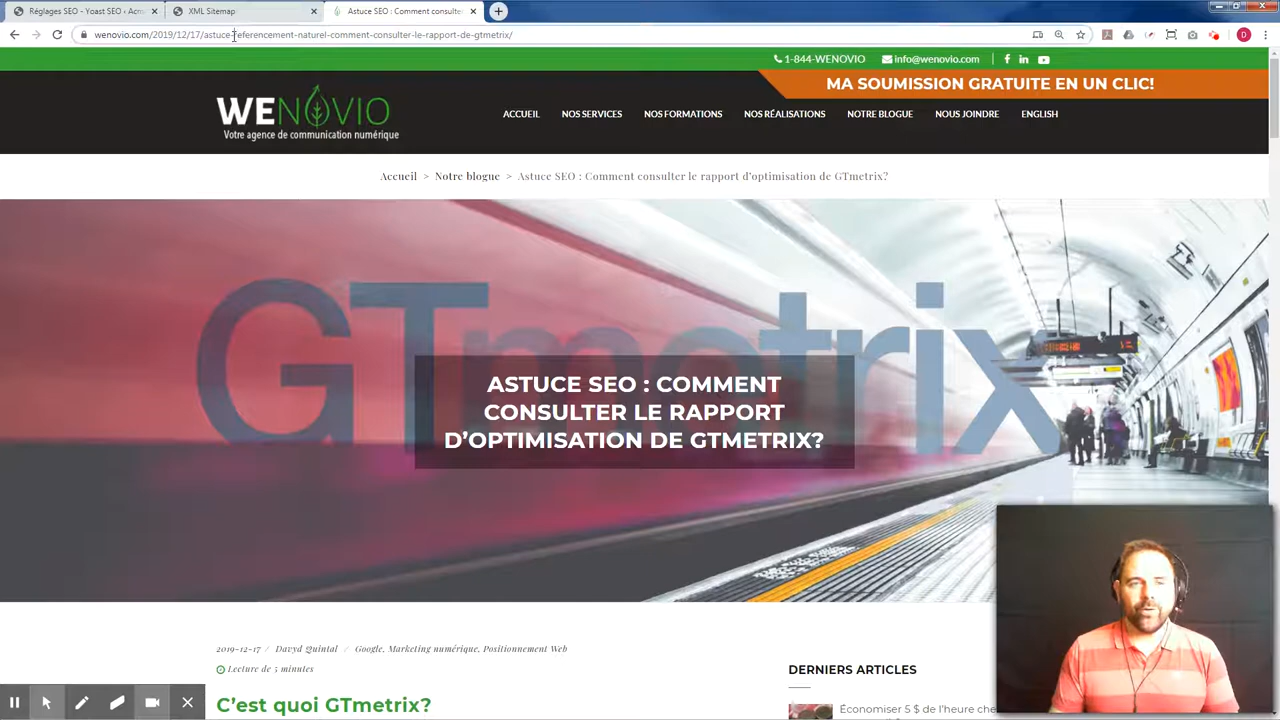 Réglages SEO - Yoast SEO ‹ Acc
XML Sitemap
Astuce SEO : Comment consulte
wenovio.com/2019/12/17/astuce-referencement-naturel-comment-consulter-le-rapport-de-gtmetrix/
1-844-WENOVIO
info@wenovio.com
MA SOUMISSION GRATUITE EN UN CLIC!
WENOVIO
Votre agence de communication numérique
ACCUEIL
NOS SERVICES
NOS FORMATIONS
NOS RÉALISATIONS
NOTRE BLOGUE
NOUS JOINDRE
ENGLISH
Accueil > Notre blogue > Astuce SEO : Comment consulter le rapport d'optimisation de GTmetrix?
GTmetrix
ASTUCE SEO : COMMENT
CONSULTER LE RAPPORT
D'OPTIMISATION DE GTMETRIX?
2019-12-17 / Davyd Quintal / Google, Marketing numérique, Positionnement Web
Lecture de 5 minutes
C'est quoi GTmetrix?
DERNIERS ARTICLES
Économiser 5 $ de l'heure che